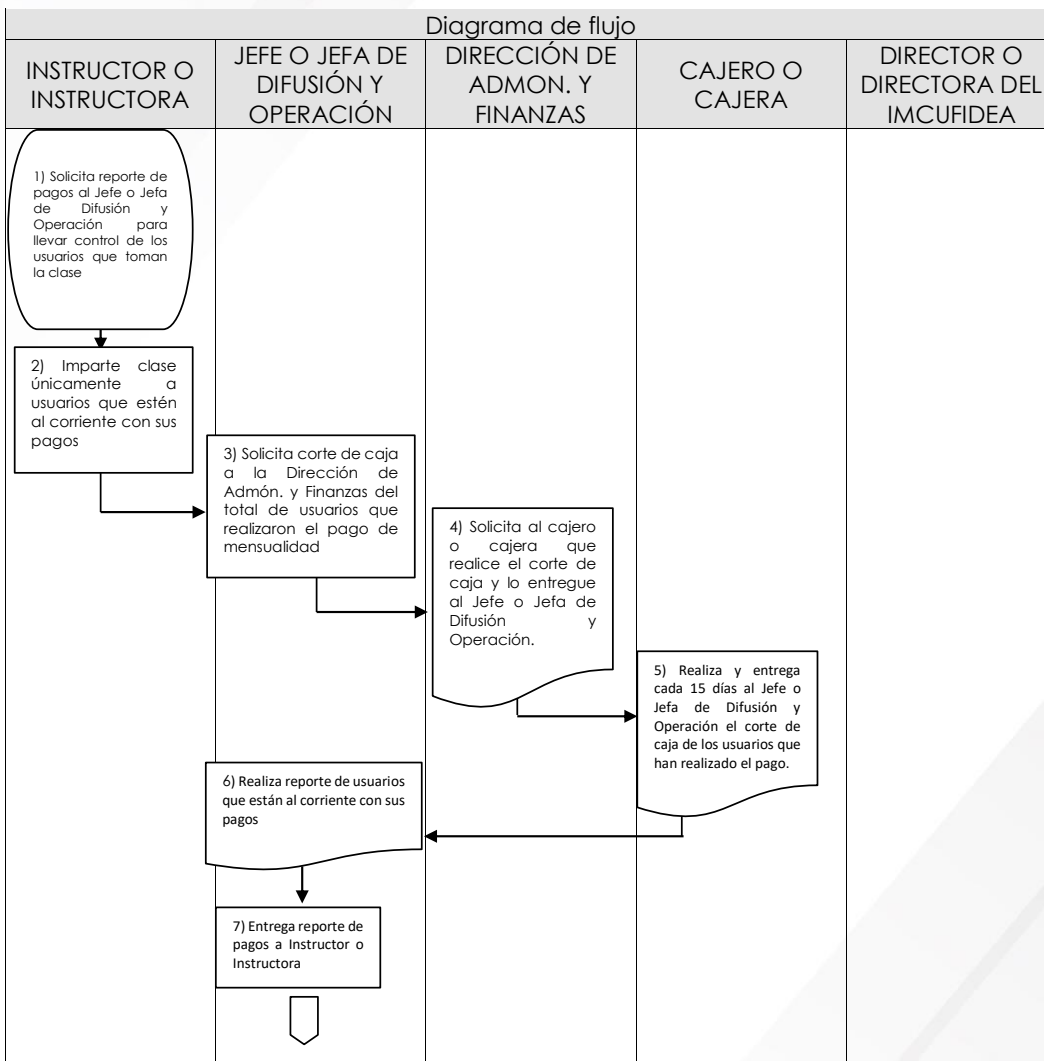 Diagrama de flujo
INSTRUCTOR O
INSTRUCTORA
JEFE O JEFA DE
DIFUSIÓN Y
OPERACIÓN
DIRECCIÓN DE
ADMON. Y
FINANZAS
CAJERO O
CAJERA
DIRECTOR O
DIRECTORA DEL
IMCUFIDEA
1) Solicita reporte de
pagos al Jefe o Jefa
de Difusión y
Operación para
llevar control de los
usuarios que toman
la clase
2) Imparte clase
únicamente a
usuarios que estén
al corriente con sus
pagos
3) Solicita corte de caja
a la Dirección de
Admón. y Finanzas del
total de usuarios que
realizaron el pago de
mensualidad
4) Solicita al cajero
o cajera que
realice el corte de
caja y lo entregue
al Jefe o Jefa de
Difusión y
Operación.
5) Realiza y entrega
cada 15 días al Jefe o
Jefa de Difusión y
Operación el corte de
caja de los usuarios que
han realizado el pago.
6) Realiza reporte de usuarios
que están al corriente con sus
pagos
7) Entrega reporte de
pagos a Instructor o
Instructora